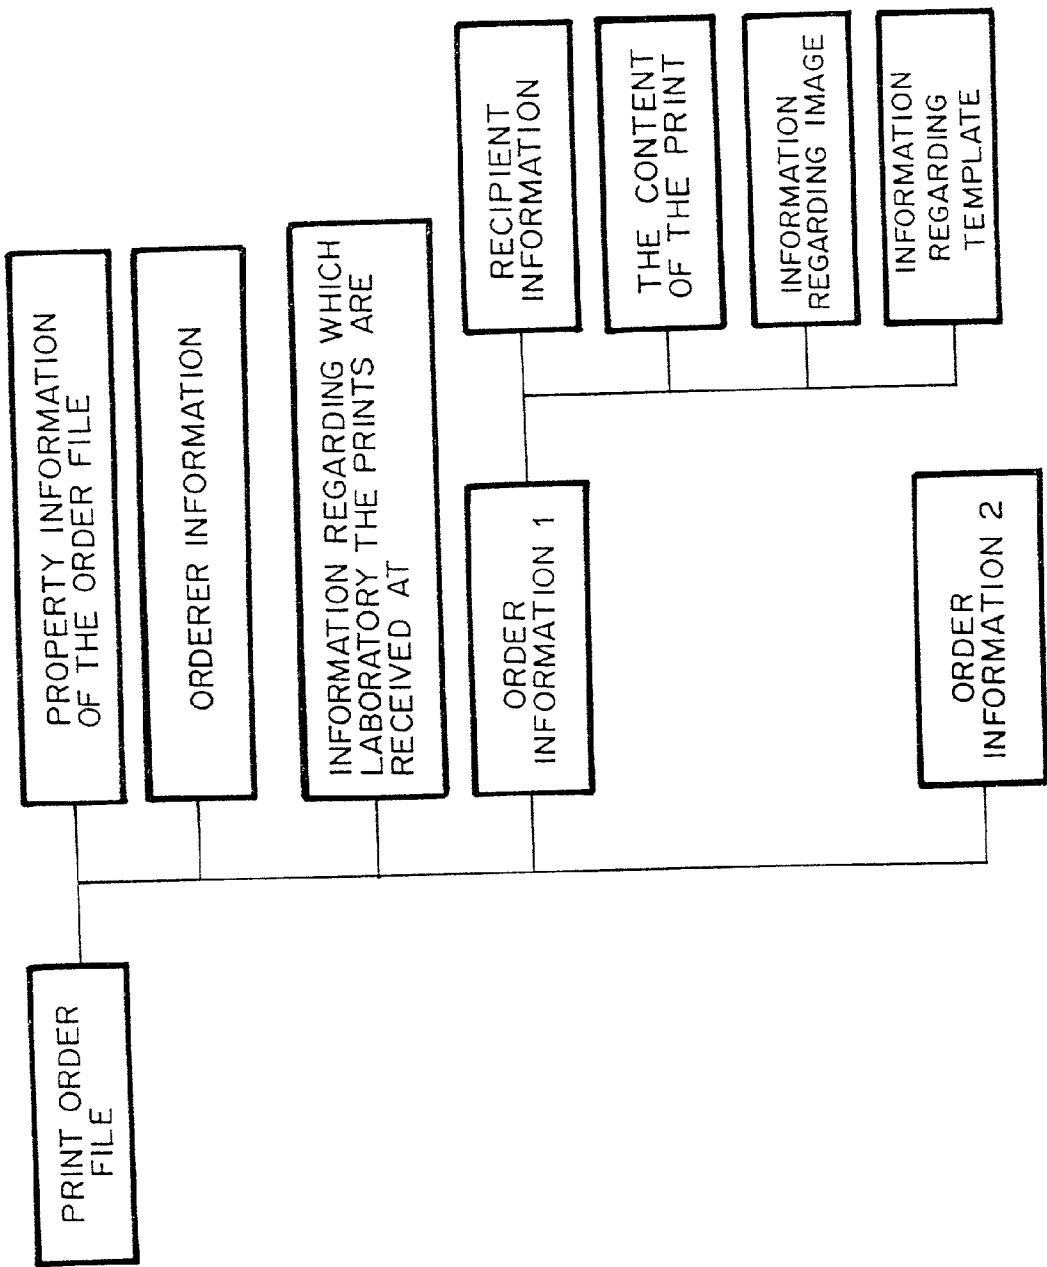 PRINT ORDER
FILE
PROPERTY INFORMATION
OF THE ORDER FILE
ORDERER INFORMATION
INFORMATION REGARDING WHICH
LABORATORY THE PRINTS ARE
RECEIVED AT
ORDER
INFORMATION 1
RECIPIENT
INFORMATION
THE CONTENT
OF THE PRINT
INFORMATION
REGARDING IMAGE
INFORMATION
REGARDING
TEMPLATE
ORDER
INFORMATION 2